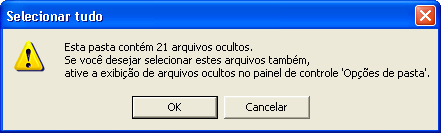 Selecionar tudo
Esta pasta contém 21 arquivos ocultos.
Se você desejar selecionar estes arquivos também,
ative a exibição de arquivos ocultos no painel de controle 'Opções de pasta'.
OK
Cancelar